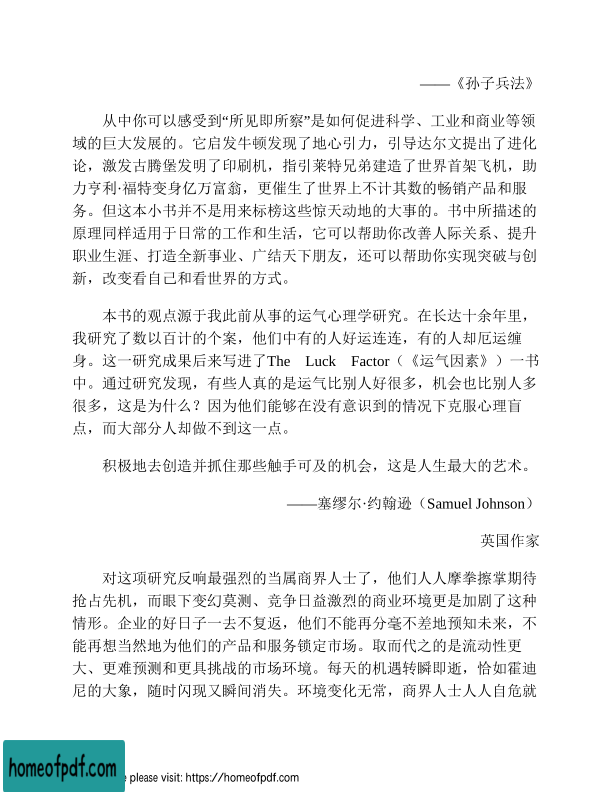 ——《孙子兵法》
从中你可以感受到“所见即所察”是如何促进科学、工业和商业等领
域的巨大发展的。它启发牛顿发现了地心引力，引导达尔文提出了进化
论，激发古腾堡发明了印刷机，指引莱特兄弟建造了世界首架飞机，助
力亨利·福特变身亿万富翁，更催生了世界上不计其数的畅销产品和服
务。但这本小书并不是用来标榜这些惊天动地的大事的。书中所描述的
原理同样适用于日常的工作和生活，它可以帮助你改善人际关系、提升
职业生涯、打造全新事业、广结天下朋友，还可以帮助你实现突破与创
新，改变看自己和看世界的方式。
本书的观点源于我此前从事的运气心理学研究。在长达十余年里，
我研究了数以百计的个案，他们中有的人好运连连，有的人却厄运缠
身。这一研究成果后来写进了The Luck Factor（《运气因素》）一书
中。通过研究发现，有些人真的是运气比别人好很多，机会也比别人多
很多，这是为什么？因为他们能够在没有意识到的情况下克服心理盲
点，而大部分人却做不到这一点。
积极地去创造并抓住那些触手可及的机会，这是人生最大的艺术。
——塞缪尔·约翰逊（Samuel Johnson）
英国作家
对这项研究反响最强烈的当属商界人士了，他们人人摩拳擦掌期待
抢占先机，而眼下变幻莫测、竞争日益激烈的商业环境更是加剧了这种
情形。企业的好日子一去不复返，他们不能再分毫不差地预知未来，不
能再想当然地为他们的产品和服务锁定市场。取而代之的是流动性更
大、更难预测和更具挑战的市场环境。每天的机遇转瞬即逝，恰如霍迪
尼的大象，随时闪现又瞬间消失。环境变化无常，商界人士人人自危就
homeofpdf.com
e please visit: https://homeofpdf.com